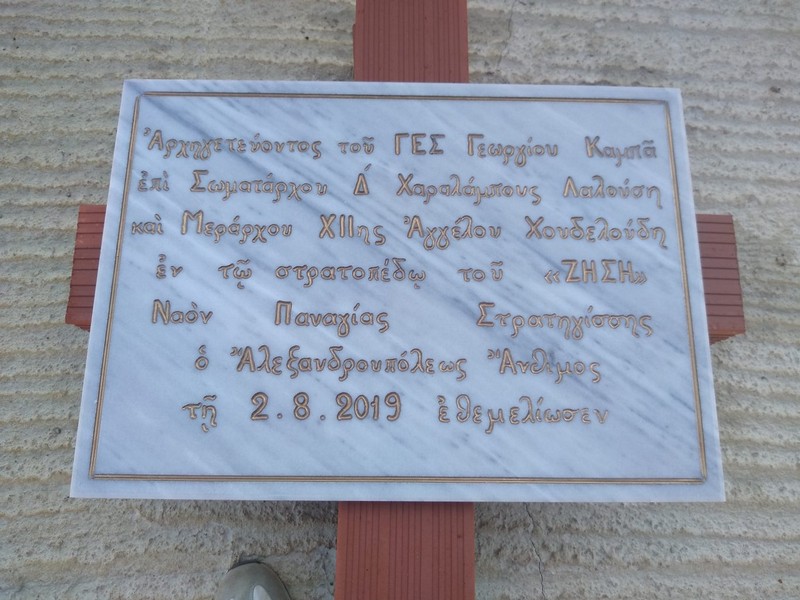 Ἀρχηγετεύοντος τοῦ ΓΕΣ Γεωργίου Καμπᾶ
ἐπὶ Σωματάρχου Δ΄ Χαραλάμπους Λαλούση
καὶ Μεράρχου ΧΙΙης Ἀγγέλου Χουδελούδη
ἐν τῷ στρατοπέδῳ τοῦ «ΖΗΣΗ»
Ναὸν Παναγίας Στρατηγίσσης
ὁ Ἀλεξανδρουπόλεως Ἄνθιμος
τῇ 2.8.2019 ἐθεμελίωσεν